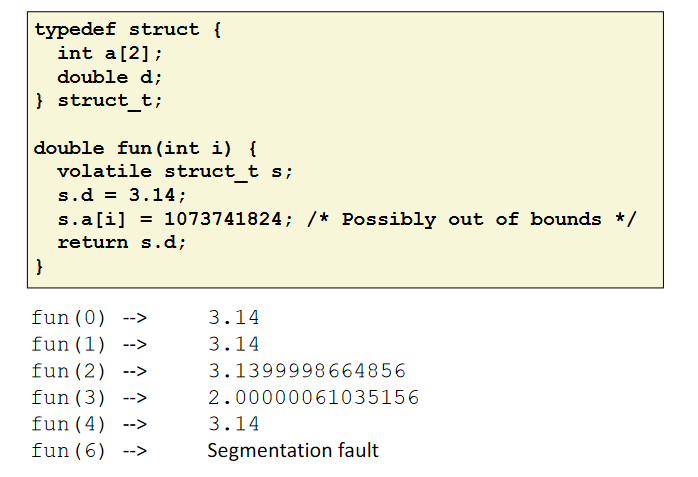 typedef struct {
  int a[2];
  double d;
} struct_t;

double fun(int i) {
  volatile struct_t s;
  s.d = 3.14;
  s.a[i] = 1073741824; /* Possibly out of bounds */
  return s.d;
}

fun(0) --> 3.14
fun(1) --> 3.14
fun(2) --> 3.1399998664856
fun(3) --> 2.00000061035156
fun(4) --> 3.14
fun(6) --> Segmentation fault